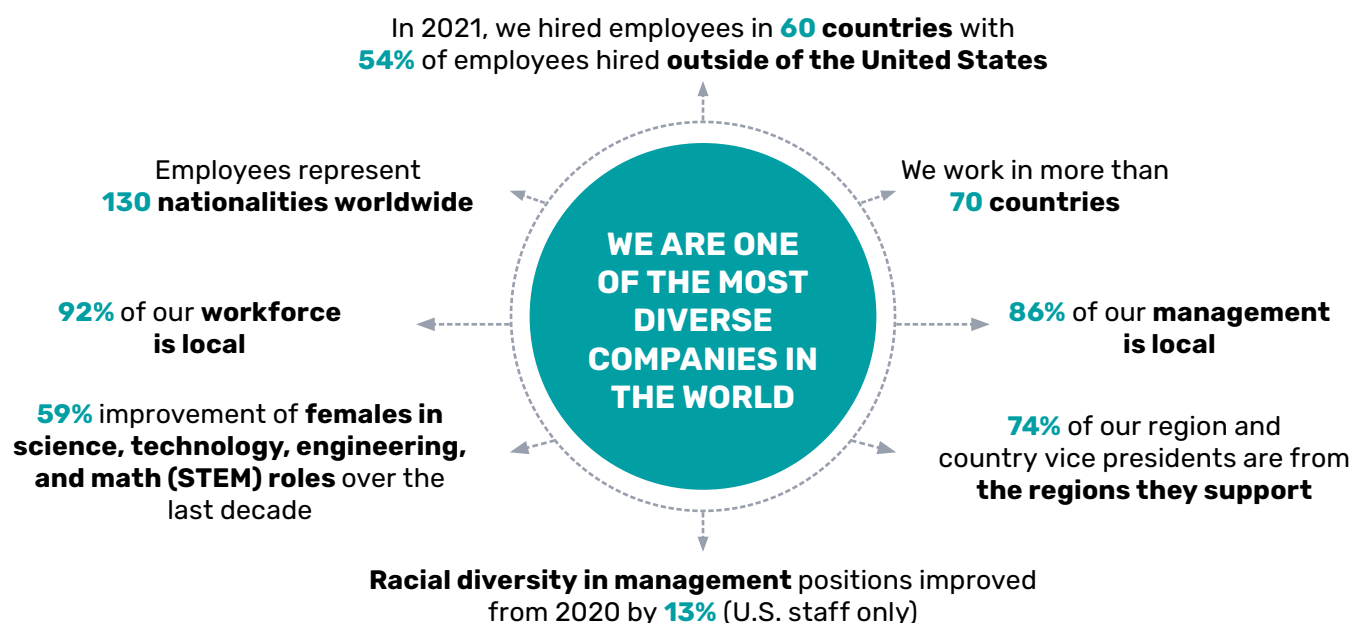 In 2021, we hired employees in 60 countries with
54% of employees hired outside of the United States
Employees represent
130 nationalities worldwide
We work in more than
70 countries
WE ARE ONE
OF THE MOST
DIVERSE
COMPANIES IN
THE WORLD
92% of our workforce
is local
86% of our management
is local
59% improvement of females in
science, technology, engineering,
and math (STEM) roles over the
last decade
74% of our region and
country vice presidents are from
the regions they support
Racial diversity in management positions improved
from 2020 by 13% (U.S. staff only)